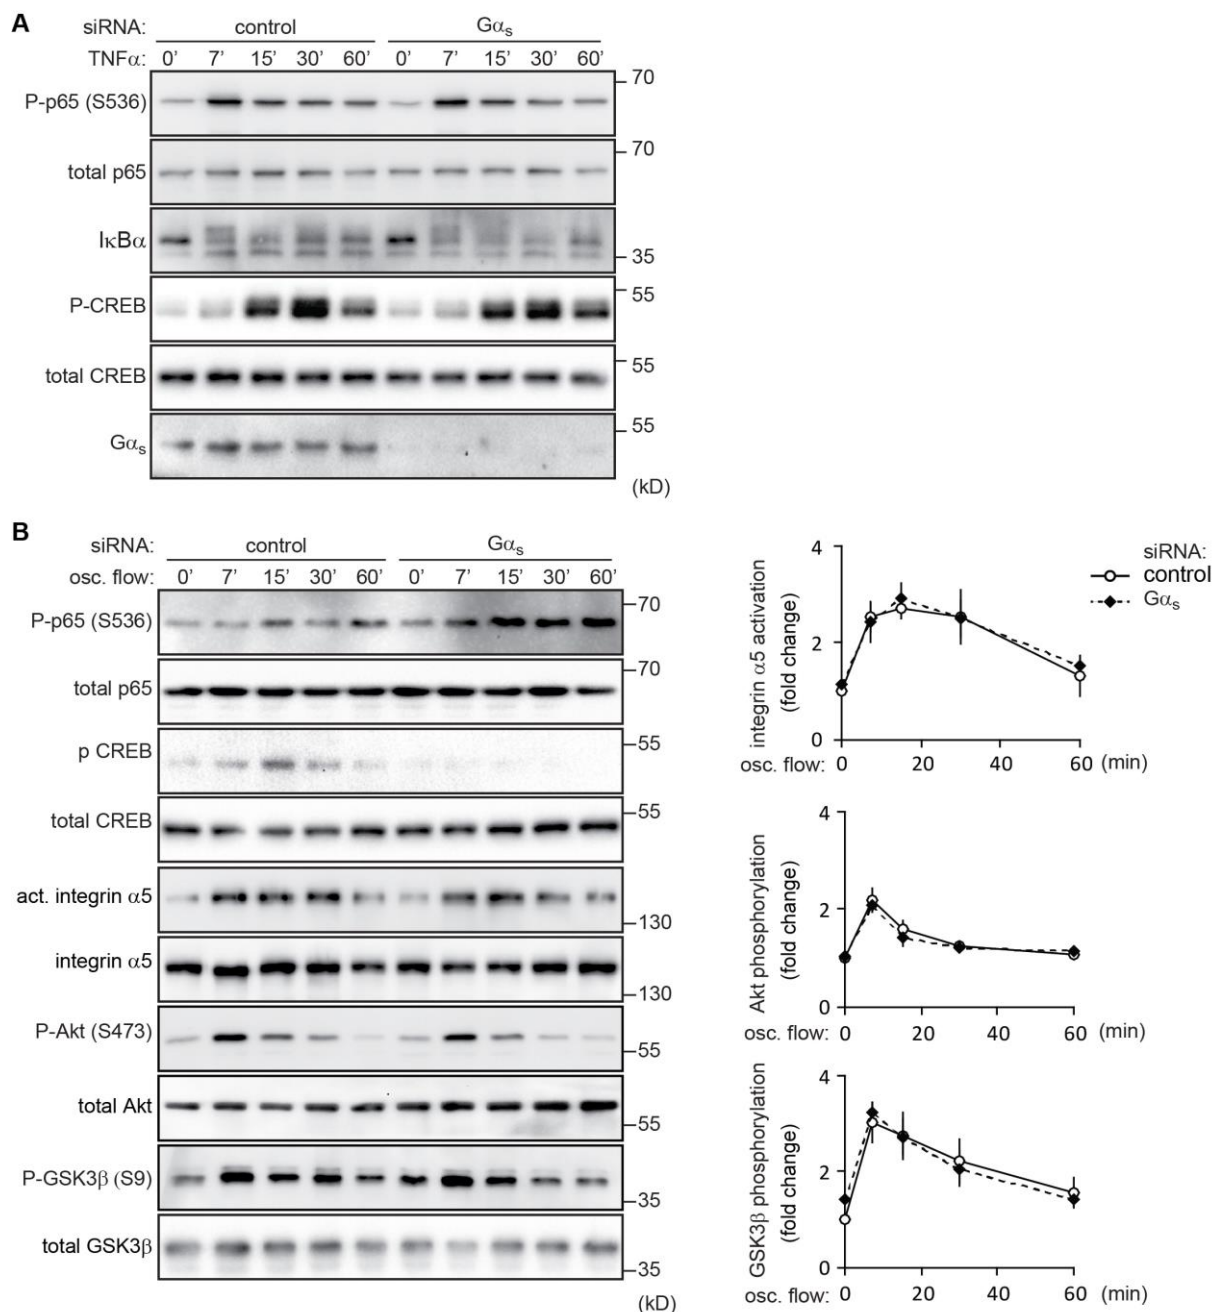 A
siRNA: control Gαs
TNFα: 0' 7' 15' 30' 60' 0' 7' 15' 30' 60'
P-p65 (S536) 70
total p65 70
IκBα 35
P-CREB 55
total CREB 55
Gαs 55
(kD)
B
siRNA: control Gαs
osc. flow: 0' 7' 15' 30' 60' 0' 7' 15' 30' 60'
P-p65 (S536) 70
total p65 70
p CREB 55
total CREB 55
act. integrin α5 130
integrin α5 130
P-Akt (S473) 55
total Akt 55
P-GSK3β (S9) 35
total GSK3β 35
(kD)
siRNA:
control
Gαs
integrin α5 activation
(fold change)
4
2
0
osc. flow: 0 20 40 60 (min)
Akt phosphorylation
(fold change)
4
2
0
osc. flow: 0 20 40 60 (min)
GSK3β phosphorylation
(fold change)
4
2
0
osc. flow: 0 20 40 60 (min)